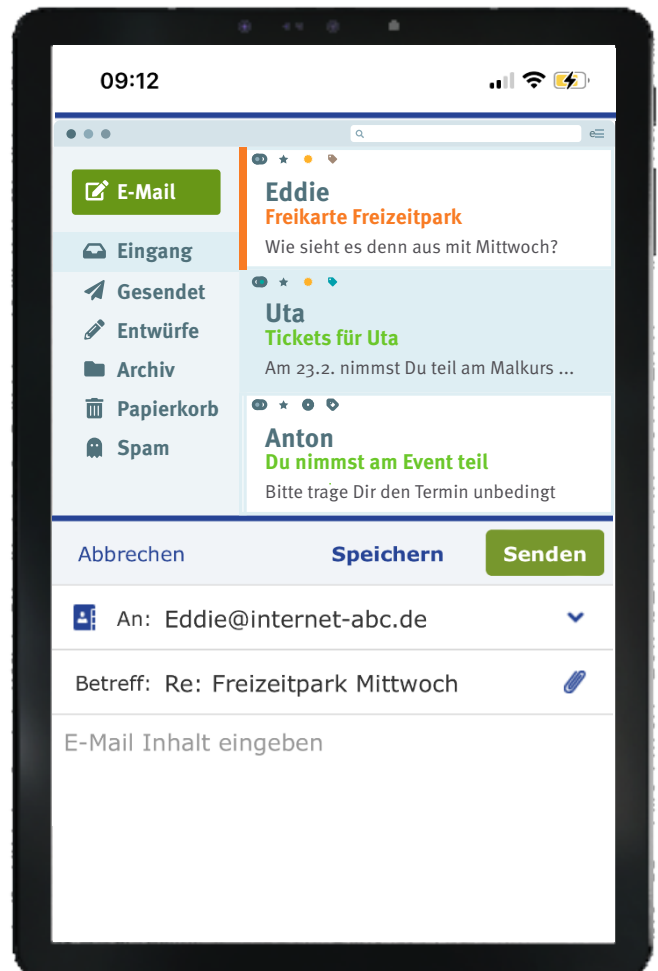 09:12
E-Mail
Eingang
Gesendet
Entwürfe
Archiv
Papierkorb
Spam
Eddie
Freikarte Freizeitpark
Wie sieht es denn aus mit Mittwoch?
Uta
Tickets für Uta
Am 23.2. nimmst Du teil am Malkurs ...
Anton
Du nimmst am Event teil
Bitte trage Dir den Termin unbedingt
Abbrechen Speichern Senden
An: Eddie@internet-abc.de
Betreff: Re: Freizeitpark Mittwoch
E-Mail Inhalt eingeben